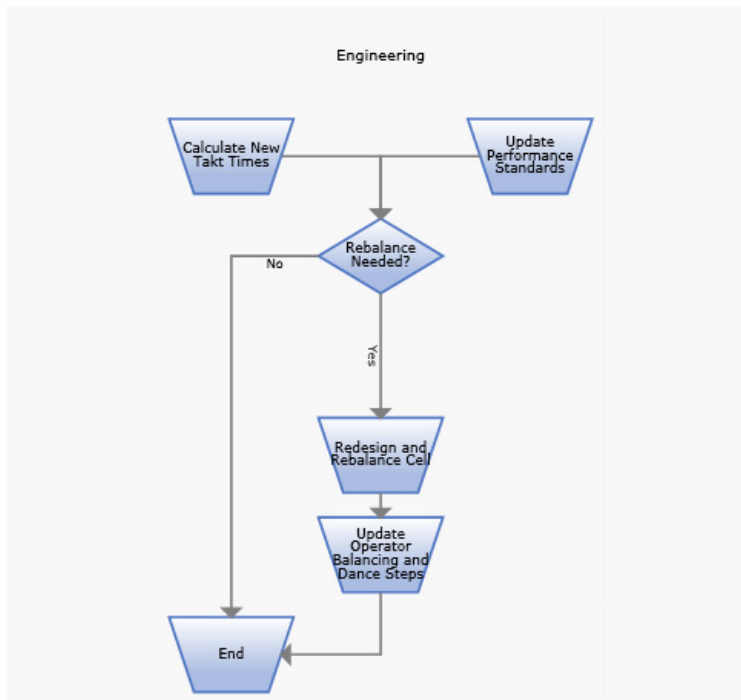 Engineering
Calculate New
Takt Times
Update
Performance
Standards
Rebalance
Needed?
No
Yes
Redesign and
Rebalance Cell
Update
Operator
Balancing and
Dance Steps
End